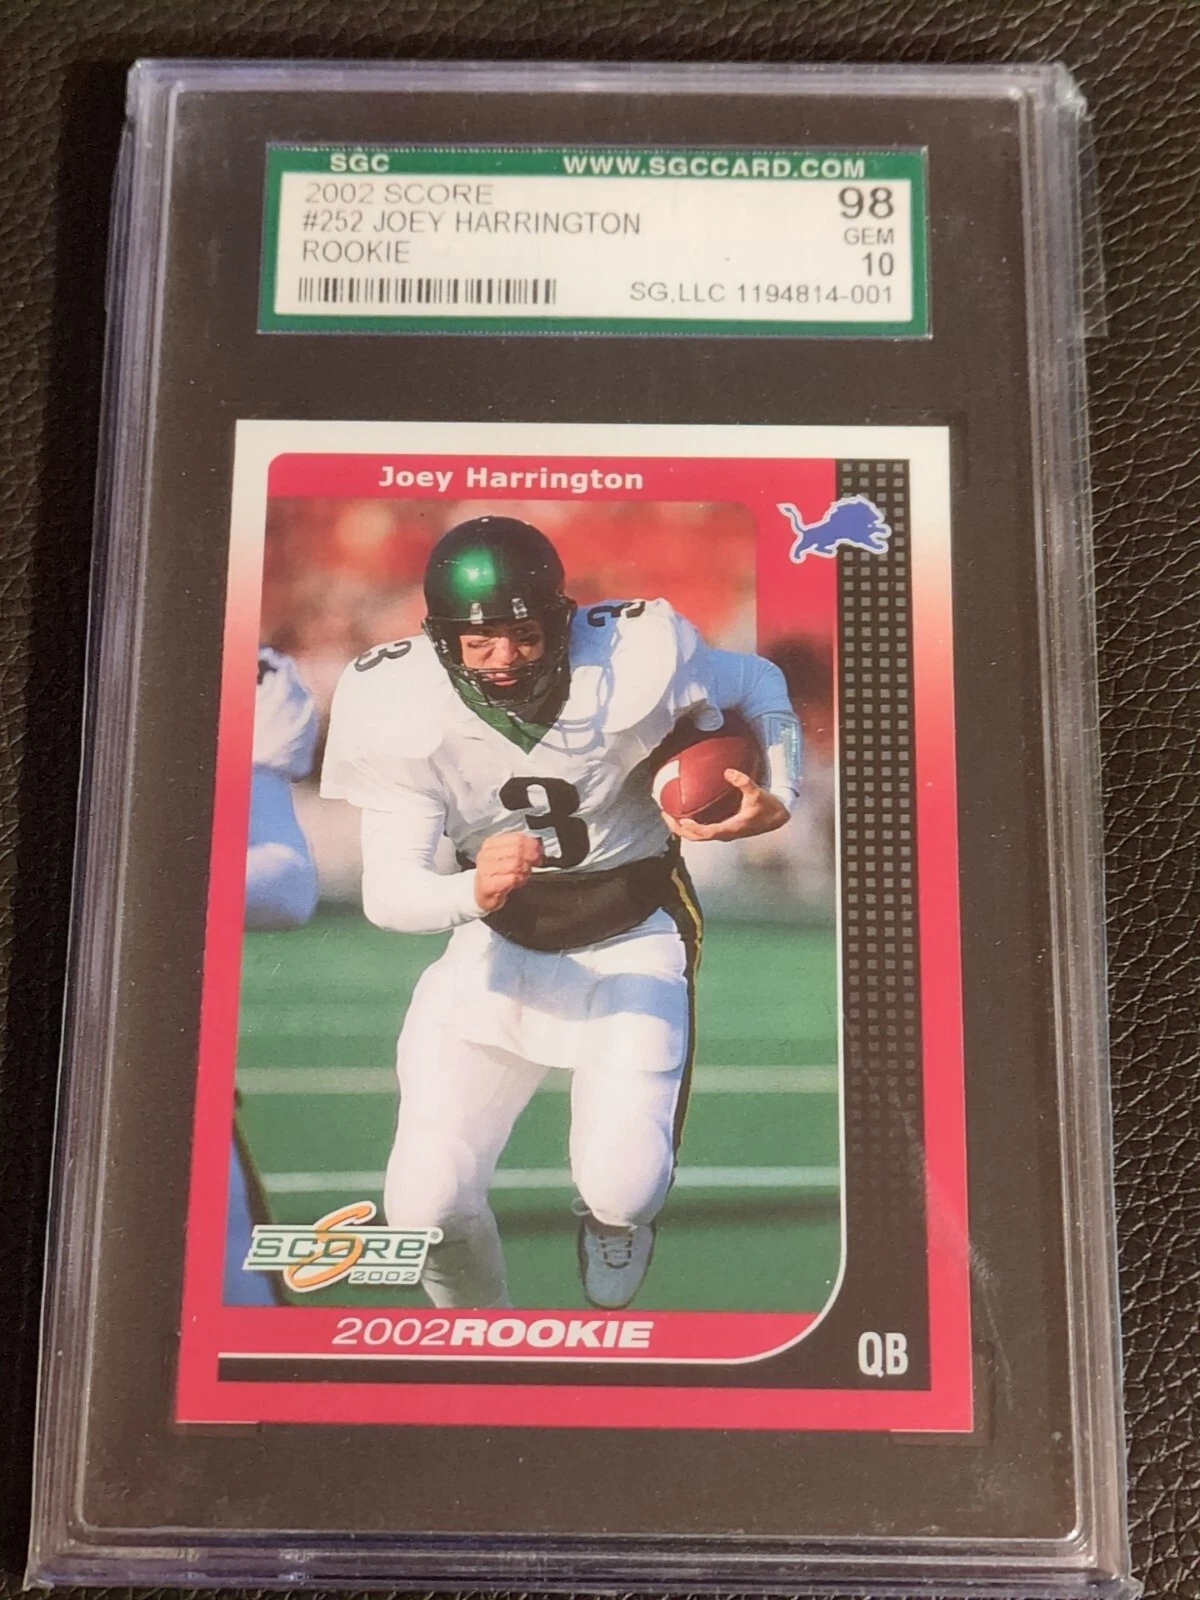 SGC WWW.SGCCARD.COM
2002 SCORE 98
#252 JOEY HARRINGTON GEM
ROOKIE 10
SG,LLC 1194814-001
Joey Harrington
3
3
3
SCORE®
2002
2002ROOKIE
QB